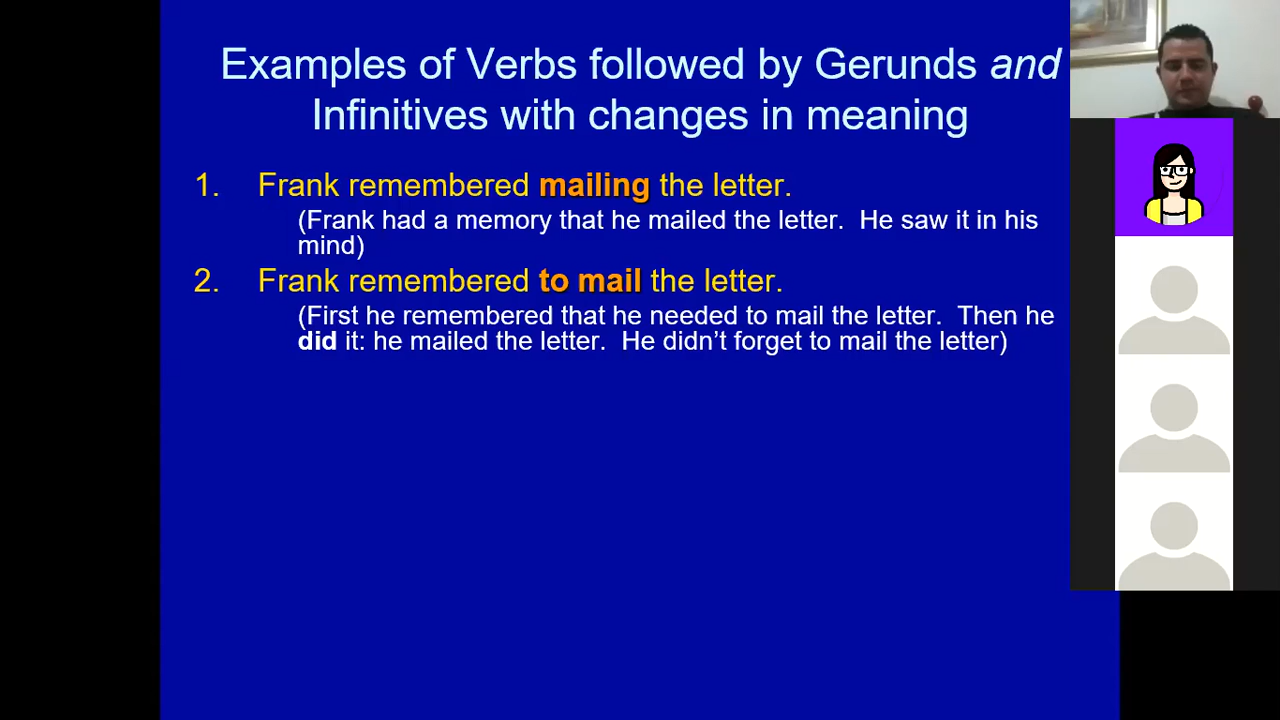 Examples of Verbs followed by Gerunds and
Infinitives with changes in meaning
1. Frank remembered mailing the letter.
(Frank had a memory that he mailed the letter.  He saw it in his
mind)
2. Frank remembered to mail the letter.
(First he remembered that he needed to mail the letter.  Then he
did it: he mailed the letter.  He didn’t forget to mail the letter)